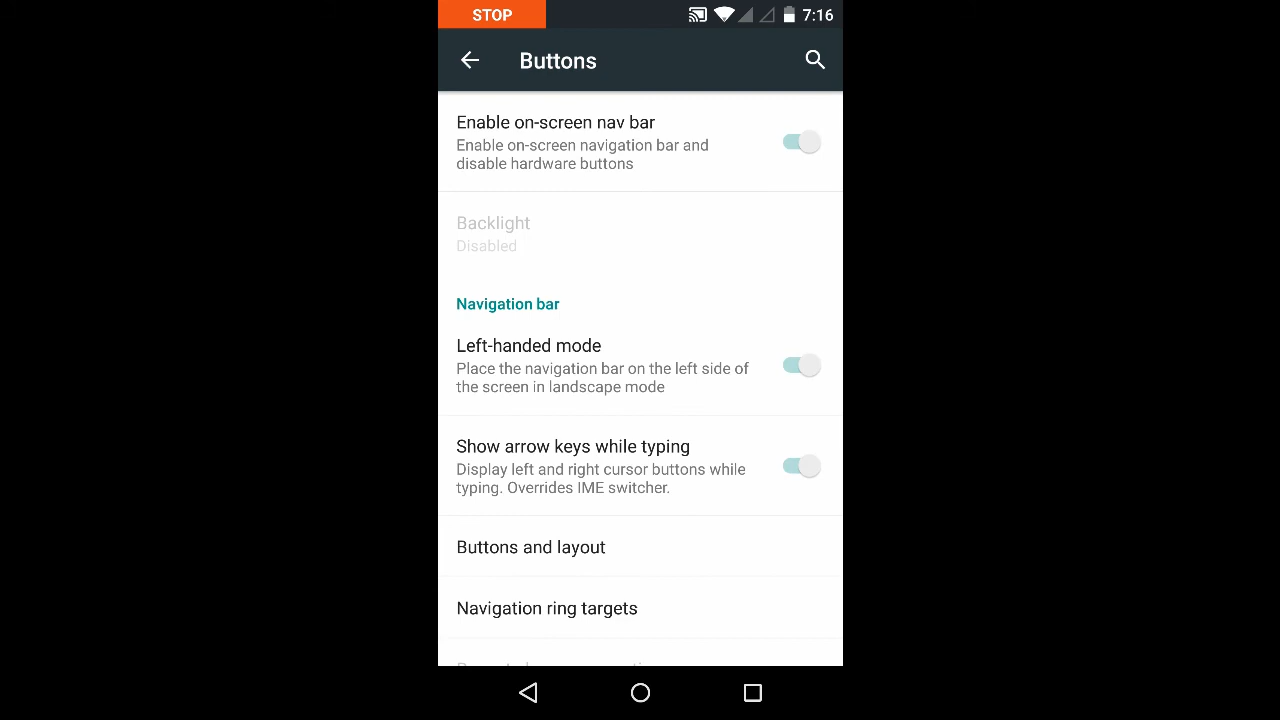 STOP
7:16
Buttons
Enable on-screen nav bar
Enable on-screen navigation bar and
disable hardware buttons
Backlight
Disabled
Navigation bar
Left-handed mode
Place the navigation bar on the left side of
the screen in landscape mode
Show arrow keys while typing
Display left and right cursor buttons while
typing. Overrides IME switcher.
Buttons and layout
Navigation ring targets